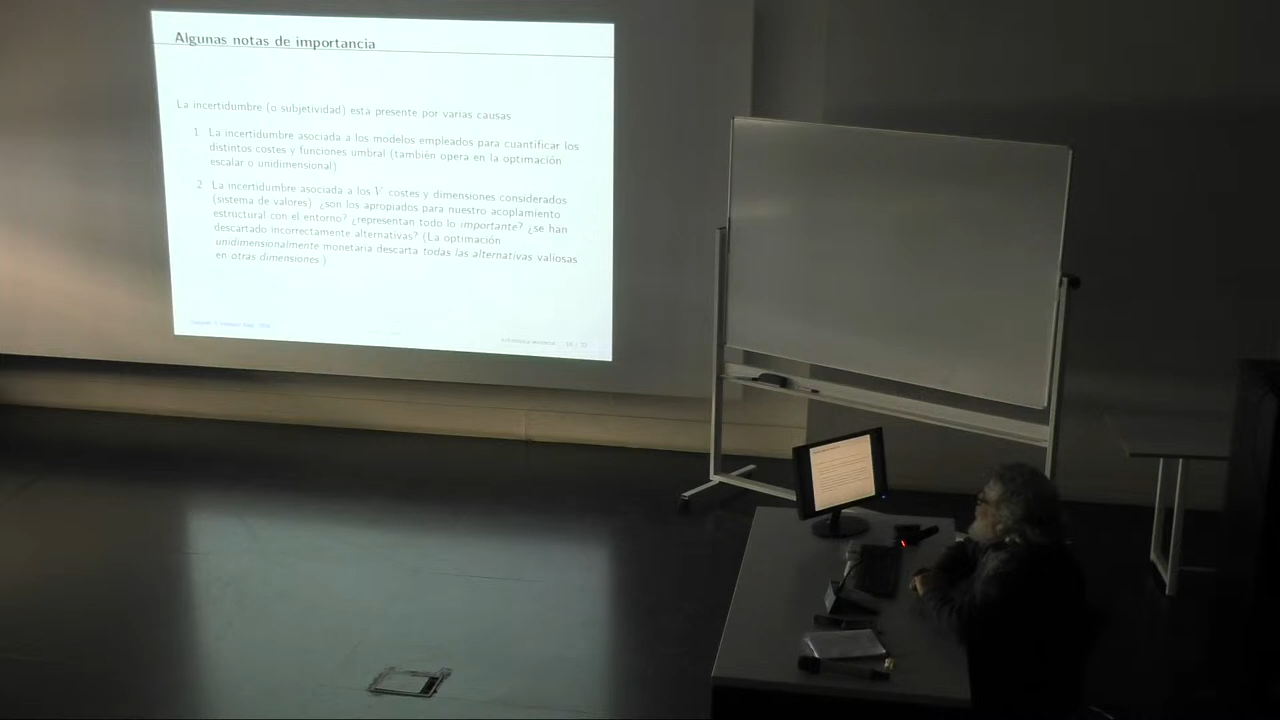 Algunas notas de importancia
La incertidumbre (o subjetividad) está presente por varias causas
1 La incertidumbre asociada a los modelos empleados para cuantificar los
distintos costes y funciones umbral (también opera en la optimación
escalar o unidimensional)
2 La incertidumbre asociada a los V costes y dimensiones considerados
(sistema de valores) ¿son los apropiados para nuestro acoplamiento
estructural con el entorno? ¿representan todo lo importante? ¿se han
descartado incorrectamente alternativas? (La optimación
unidimensionalmente monetaria descarta todas las alternativas valiosas
en otras dimensiones )